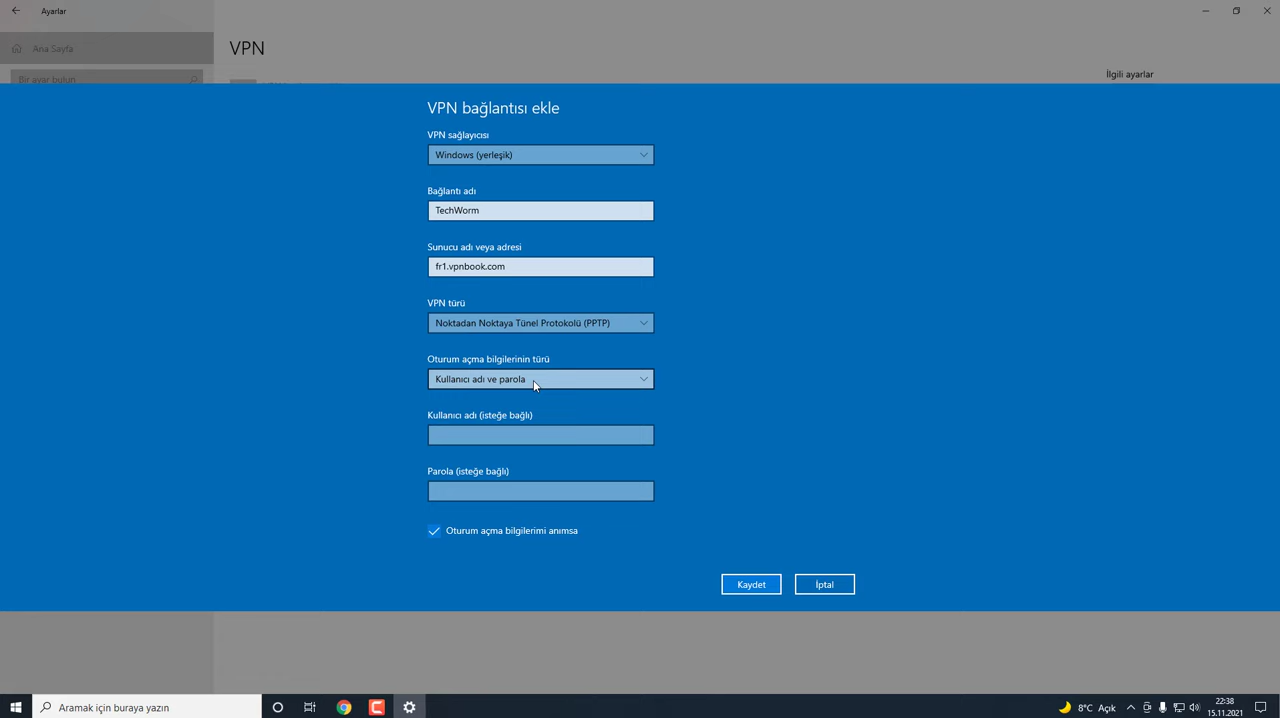 Ayarlar
Ana Sayfa
VPN
Bir ayar bulun
İlgili ayarlar
VPN bağlantısı ekle
VPN sağlayıcısı
Windows (yerleşik)
Bağlantı adı
TechWorm
Sunucu adı veya adresi
fr1.vpnbook.com
VPN türü
Noktadan Noktaya Tünel Protokolü (PPTP)
Oturum açma bilgilerinin türü
Kullanıcı adı ve parola
Kullanıcı adı (isteğe bağlı)
Parola (isteğe bağlı)
Oturum açma bilgilerimi anımsa
Kaydet
İptal
Aramak için buraya yazın
8°C Açık
22:38
15.11.2021